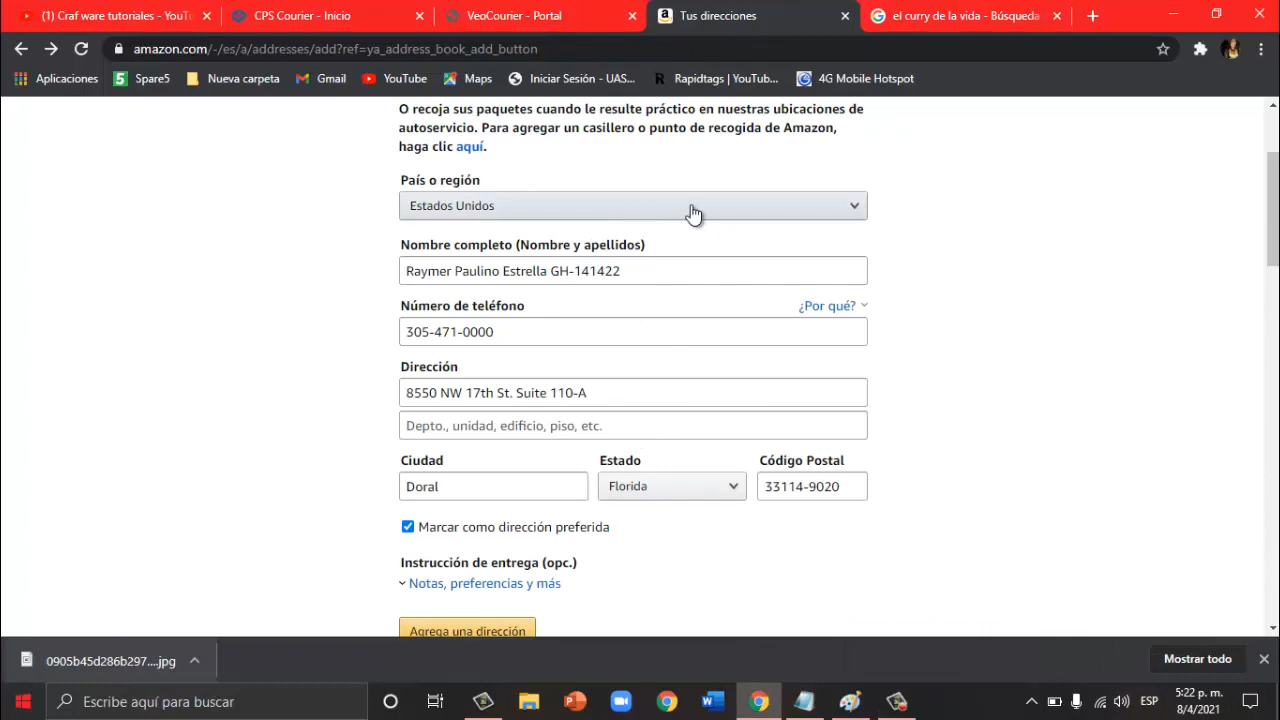 (1) Craf ware tutoriales - YouTu
CPS Courier - Inicio
VeoCourier - Portal
Tus direcciones
el curry de la vida - Búsqueda
amazon.com/-/es/a/addresses/add?ref=ya_address_book_add_button
Aplicaciones
Spare5
Nueva carpeta
Gmail
YouTube
Maps
Iniciar Sesión - UAS...
Rapidtags | YouTub...
4G Mobile Hotspot
O recoja sus paquetes cuando le resulte práctico en nuestras ubicaciones de
autoservicio. Para agregar un casillero o punto de recogida de Amazon,
haga clic aquí.
País o región
Estados Unidos
Nombre completo (Nombre y apellidos)
Raymer Paulino Estrella GH-141422
Número de teléfono ¿Por qué?
305-471-0000
Dirección
8550 NW 17th St. Suite 110-A
Depto., unidad, edificio, piso, etc.
Ciudad Estado Código Postal
Doral Florida 33114-9020
Marcar como dirección preferida
Instrucción de entrega (opc.)
Notas, preferencias y más
Agrega una dirección
0905b45d286b297....jpg
Mostrar todo
Escribe aquí para buscar
ESP
5:22 p. m.
8/4/2021